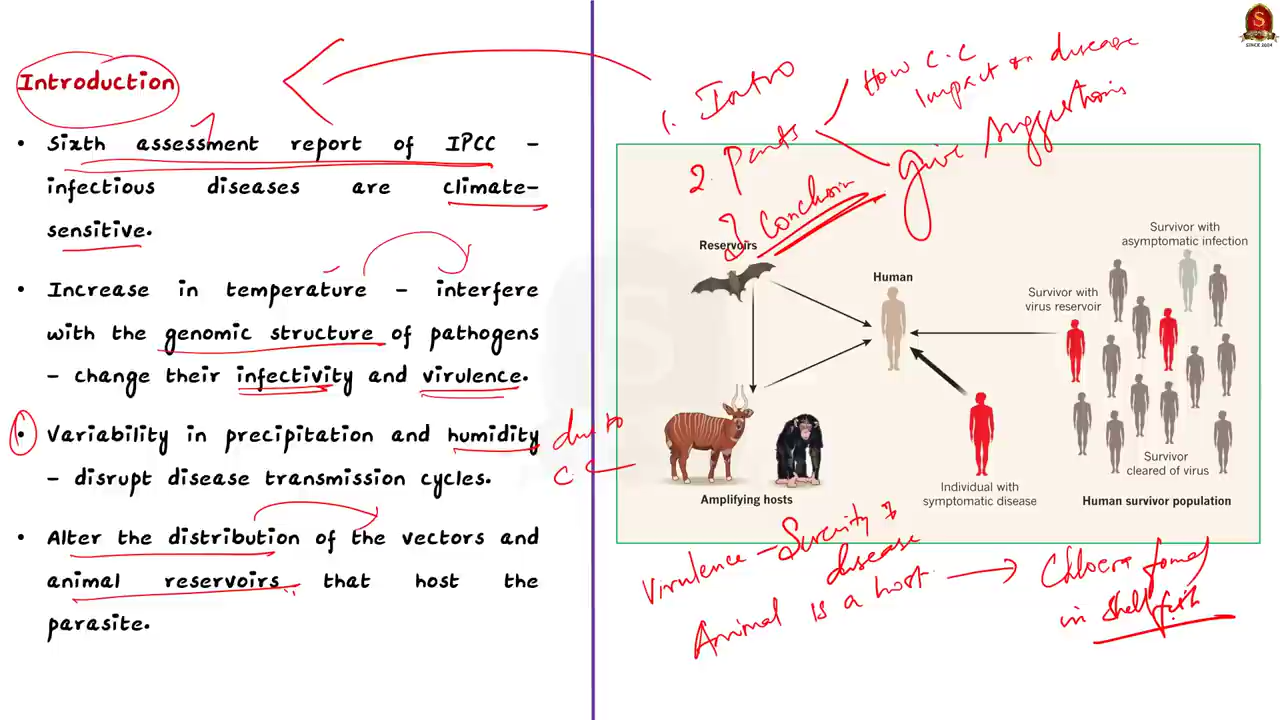 Introduction
• Sixth assessment report of IPCC –
infectious diseases are climate-
sensitive.
• Increase in temperature – interfere
with the genomic structure of pathogens
– change their infectivity and virulence.
• Variability in precipitation and humidity due to
– disrupt disease transmission cycles. C.C
• Alter the distribution of the vectors and
animal reservoirs that host the
parasite.
S
SINCE 2004
1. Intro
How C.C
impact on disease
2. Parts
Give suggestions
3 Conclusion
Reservoirs
Human
Survivor with
asymptomatic infection
Survivor with
virus reservoir
Amplifying hosts
Individual with
symptomatic disease
Survivor
cleared of virus
Human survivor population
Virulence – Severity of
disease
Animal is a host
in shellfish